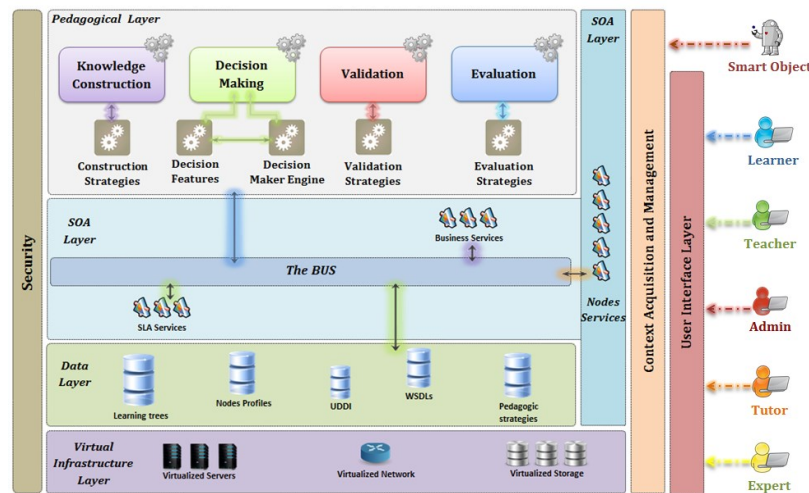 Pedagogical Layer
SOA
Layer
Knowledge
Construction
Decision
Making
Validation
Evaluation
Construction
Strategies
Decision
Features
Decision
Maker Engine
Validation
Strategies
Evaluation
Strategies
SOA
Layer
Business Services
The BUS
SLA Services
Nodes
Services
Data
Layer
Learning trees
Nodes Profiles
UDDI
WSDLs
Pedagogic
strategies
Virtual
Infrastructure
Layer
Virtualized Servers
Virtualized Network
Virtualized Storage
Security
Context Acquisition and Management
User Interface Layer
Smart Object
Learner
Teacher
Admin
Tutor
Expert